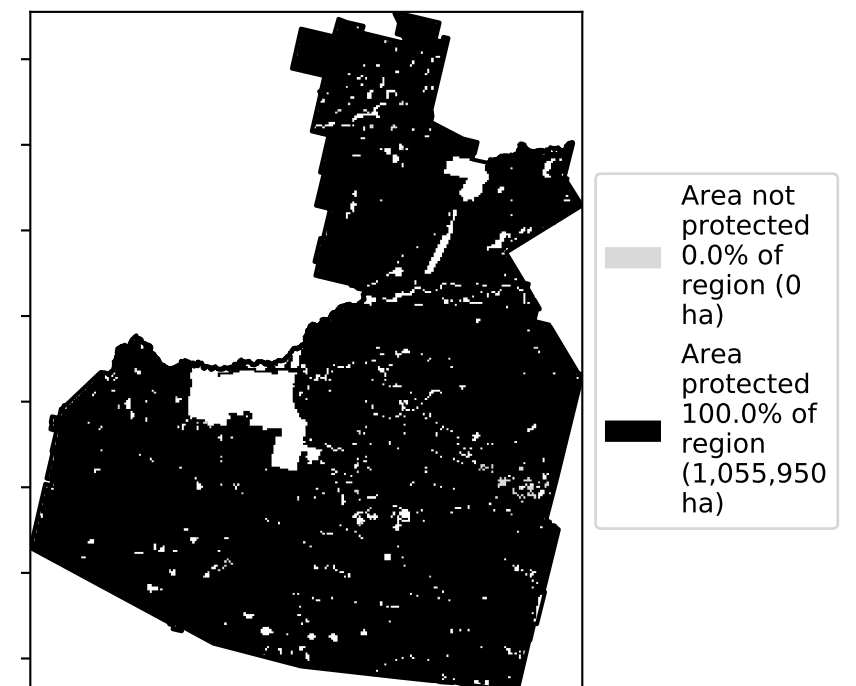 Area not
protected
0.0% of
region (0
ha)
Area
protected
100.0% of
region
(1,055,950
ha)